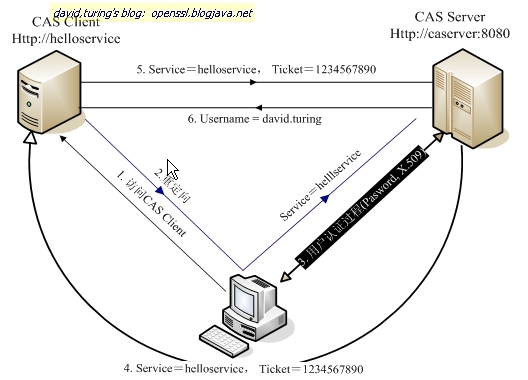 david.turing's blog: openssl.blogjava.net
CAS Client
Http://helloservice
CAS Server
Http://caserver:8080
5. Service＝helloservice， Ticket＝1234567890
6. Username＝david.turing
2.重定向
1. 访问CAS Client
Service＝helllservice
3. 用户认证过程(Pasword, X.509)
4. Service＝helloservice， Ticket＝1234567890